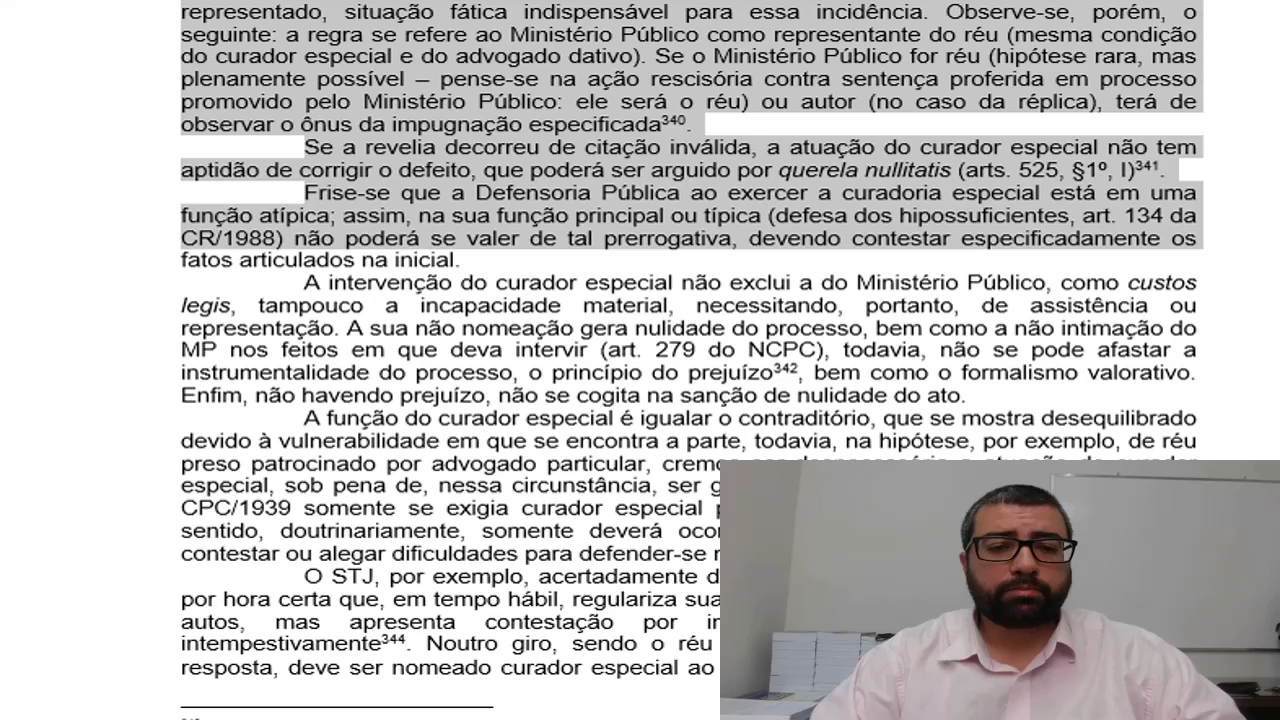 representado, situação fática indispensável para essa incidência. Observe-se, porém, o
seguinte: a regra se refere ao Ministério Público como representante do réu (mesma condição
do curador especial e do advogado dativo). Se o Ministério Público for réu (hipótese rara, mas
plenamente possível – pense-se na ação rescisória contra sentença proferida em processo
promovido pelo Ministério Público: ele será o réu) ou autor (no caso da réplica), terá de
observar o ônus da impugnação especificada³⁴⁰.
Se a revelia decorreu de citação inválida, a atuação do curador especial não tem
aptidão de corrigir o defeito, que poderá ser arguido por querela nullitatis (arts. 525, §1º, I)³⁴¹.
Frise-se que a Defensoria Pública ao exercer a curadoria especial está em uma
função atípica; assim, na sua função principal ou típica (defesa dos hipossuficientes, art. 134 da
CR/1988) não poderá se valer de tal prerrogativa, devendo contestar especificadamente os
fatos articulados na inicial.
A intervenção do curador especial não exclui a do Ministério Público, como custos
legis, tampouco a incapacidade material, necessitando, portanto, de assistência ou
representação. A sua não nomeação gera nulidade do processo, bem como a não intimação do
MP nos feitos em que deva intervir (art. 279 do NCPC), todavia, não se pode afastar a
instrumentalidade do processo, o princípio do prejuízo³⁴², bem como o formalismo valorativo.
Enfim, não havendo prejuízo, não se cogita na sanção de nulidade do ato.
A função do curador especial é igualar o contraditório, que se mostra desequilibrado
devido à vulnerabilidade em que se encontra a parte, todavia, na hipótese, por exemplo, de réu
preso patrocinado por advogado particular,
especial, sob pena de, nessa circunstância, ser
CPC/1939 somente se exigia curador especial
sentido, doutrinariamente, somente deverá
contestar ou alegar dificuldades para defender-se
O STJ, por exemplo, acertadamente
por hora certa que, em tempo hábil, regulariza
autos, mas apresenta contestação por
intempestivamente³⁴⁴. Noutro giro, sendo o réu
resposta, deve ser nomeado curador especial ao